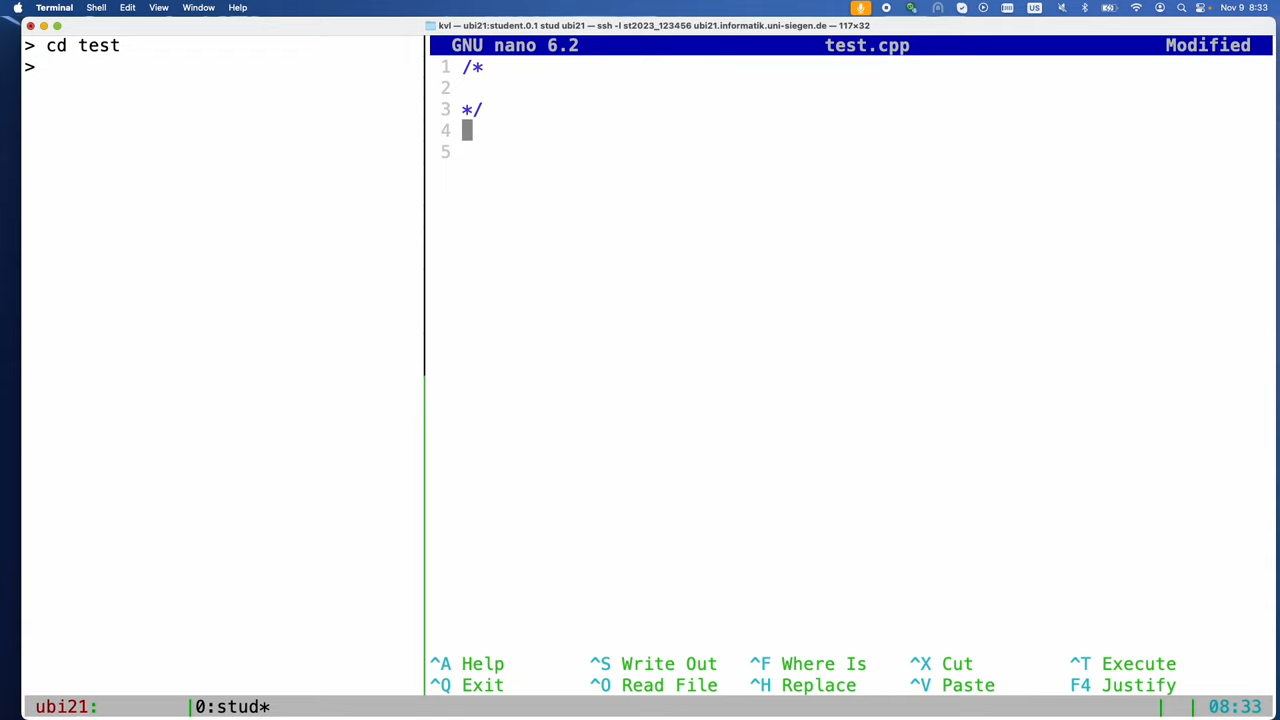 Terminal Shell Edit View Window Help US Nov 9 8:33
kvl — ubi21:student.0.1 stud ubi21 — ssh -l st2023_123456 ubi21.informatik.uni-siegen.de — 117×32
> cd test
>
GNU nano 6.2 test.cpp Modified
1 /*
2
3 */
4
5
^A Help ^S Write Out ^F Where Is ^X Cut ^T Execute
^Q Exit ^O Read File ^H Replace ^V Paste F4 Justify
ubi21: |0:stud* | | 08:33